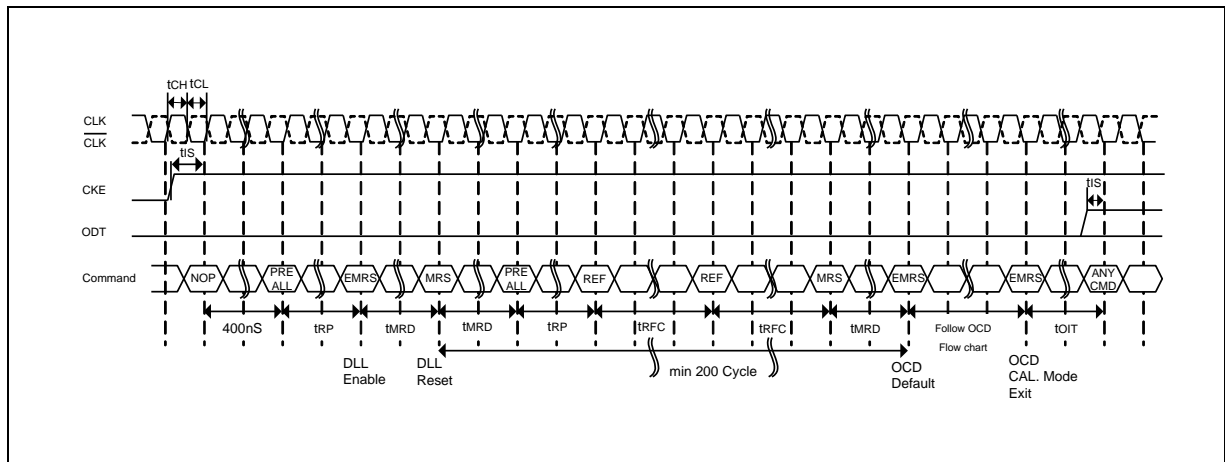 tCH tCL
CLK
CLK
tIS
CKE
tIS
ODT
Command NOP PRE ALL EMRS MRS PRE ALL REF REF MRS EMRS EMRS ANY CMD
400nS tRP tMRD tMRD tRP tRFC tRFC tMRD Follow OCD Flow chart tOIT
DLL Enable
DLL Reset
min 200 Cycle
OCD Default
OCD CAL. Mode Exit